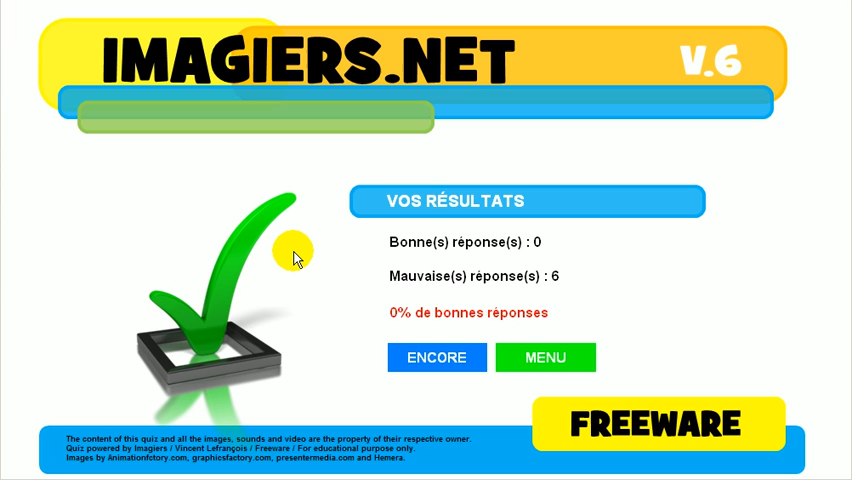 IMAGIERS.NET
V.6
VOS RÉSULTATS
Bonne(s) réponse(s) : 0
Mauvaise(s) réponse(s) : 6
0% de bonnes réponses
ENCORE
MENU
FREEWARE
The content of this quiz and all the images, sounds and video are the property of their respective owner.
Quiz powered by Imagiers / Vincent Lefrançois / Freeware / For educational purpose only.
Images by Animationfctory.com, graphicsfactory.com, presentermedia.com and Hemera.